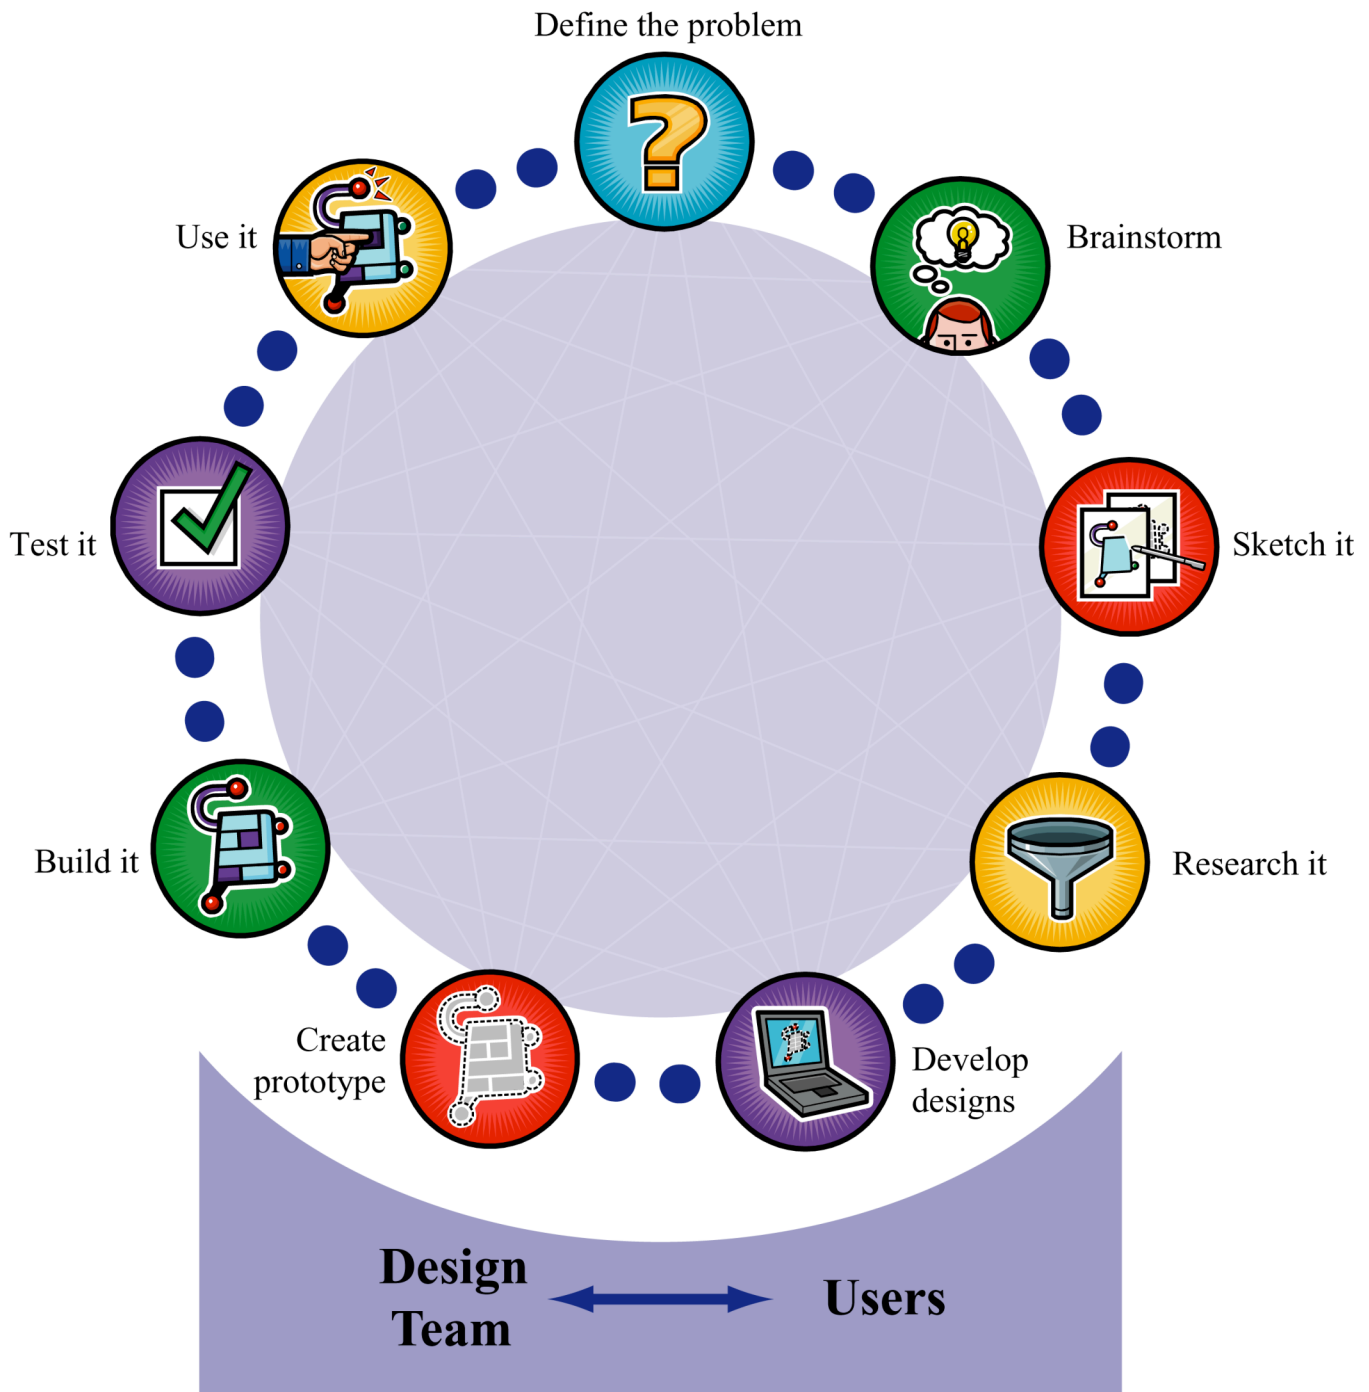 Define the problem
Brainstorm
Sketch it
Research it
Develop
designs
Create
prototype
Build it
Test it
Use it
Design
Team
Users